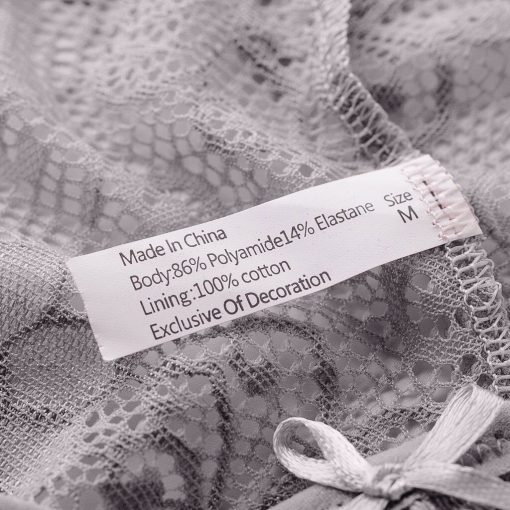 Made In China
Body:86% Polyamide14% Elastane
Lining:100% cotton
Exclusive Of Decoration
Size
M